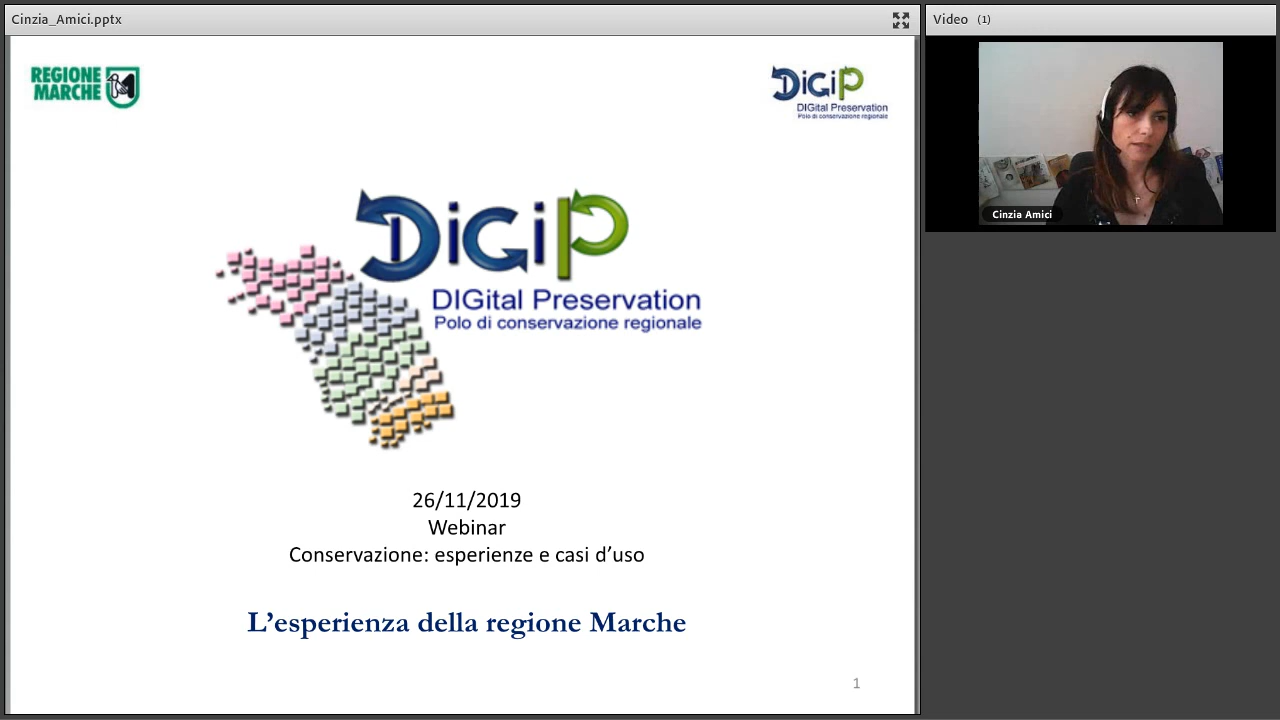 Cinzia_Amici.pptx
Video (1)
REGIONE
MARCHE
DiGiP
DIGital Preservation
Polo di conservazione regionale
Cinzia Amici
DiGiP
DIGital Preservation
Polo di conservazione regionale
26/11/2019
Webinar
Conservazione: esperienze e casi d’uso
L’esperienza della regione Marche
1